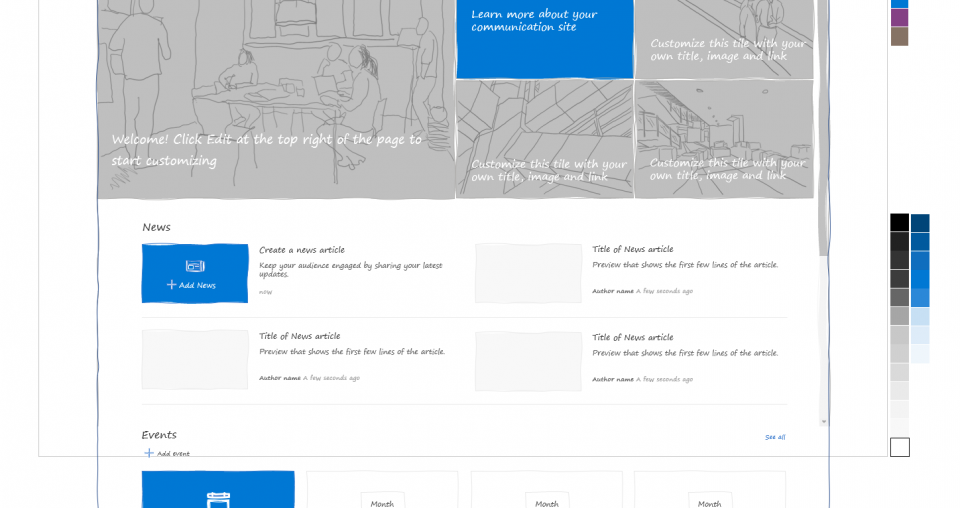 Learn more about your
communication site
Customize this tile with your
own title, image and link
Welcome! Click Edit at the top right of the page to
start customizing
Customize this tile with your
own title, image and link
Customize this tile with your
own title, image and link
News
Create a news article
Keep your audience engaged by sharing your latest
updates.
now
Add News
Title of News article
Preview that shows the first few lines of the article.
Author name A few seconds ago
Title of News article
Preview that shows the first few lines of the article.
Author name A few seconds ago
Title of News article
Preview that shows the first few lines of the article.
Author name A few seconds ago
Events
See all
Add event
Month
Month
Month